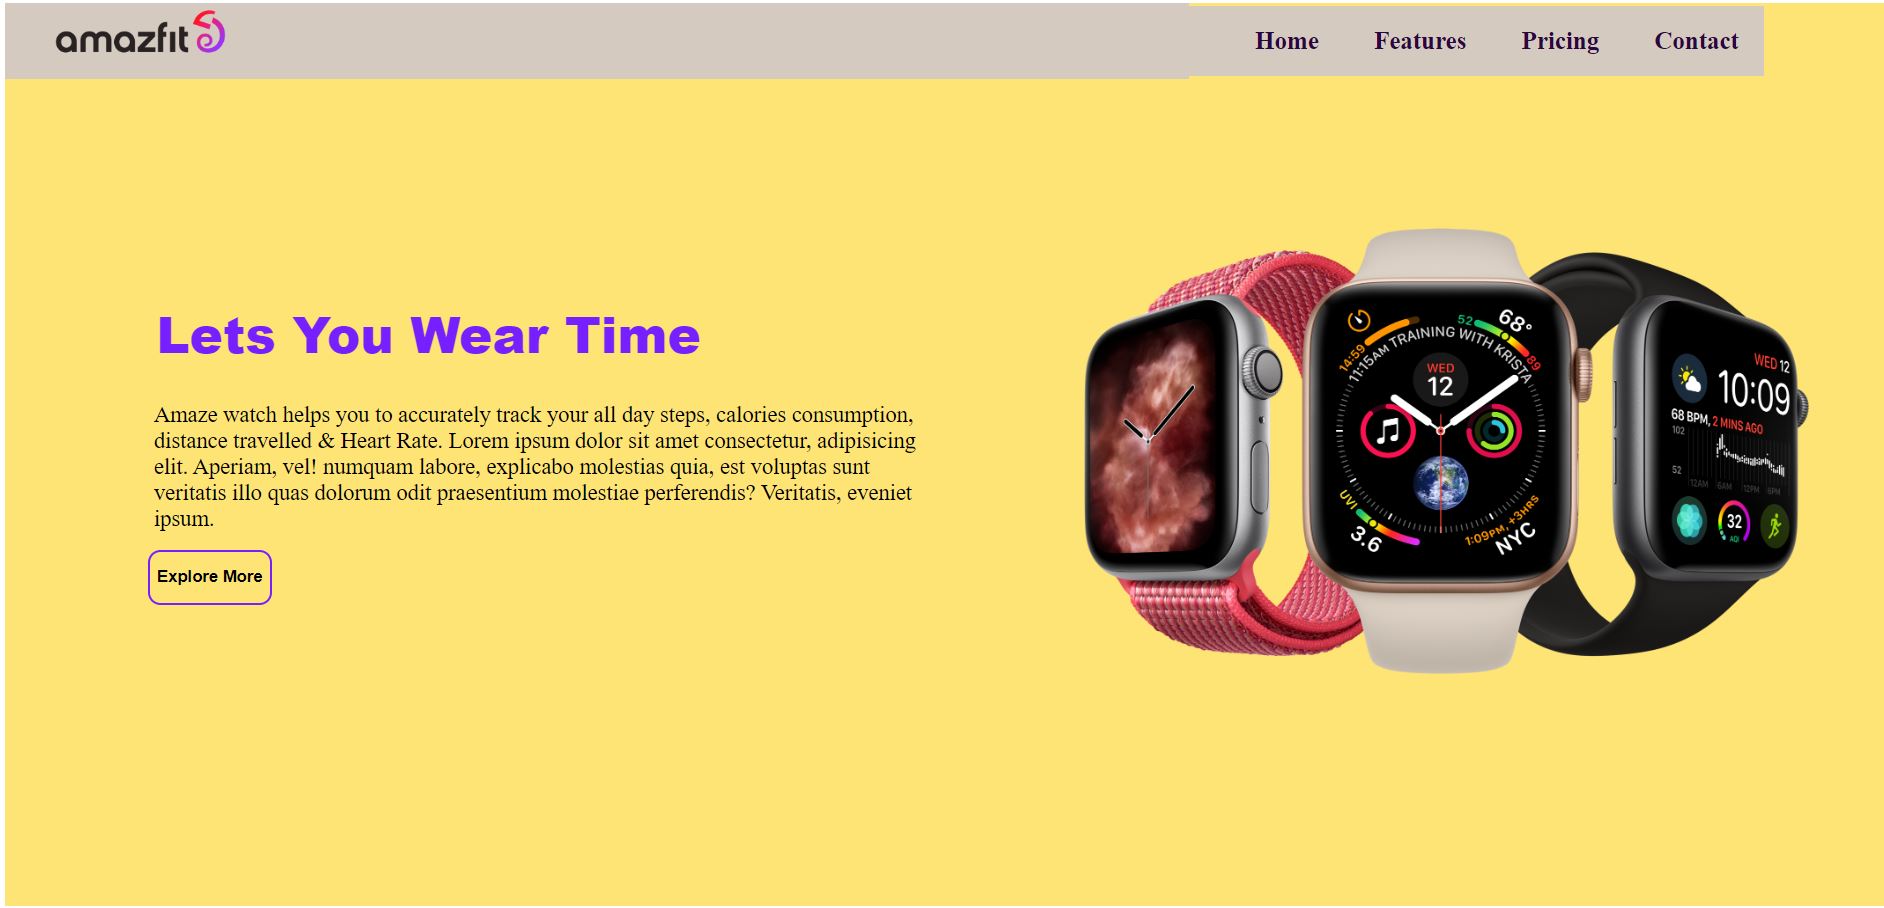 amazfit
Home Features Pricing Contact
Lets You Wear Time
Amaze watch helps you to accurately track your all day steps, calories consumption,
distance travelled & Heart Rate. Lorem ipsum dolor sit amet consectetur, adipisicing
elit. Aperiam, vel! numquam labore, explicabo molestias quia, est voluptas sunt
veritatis illo quas dolorum odit praesentium molestiae perferendis? Veritatis, eveniet
ipsum.
Explore More
14:59
11:15AM TRAINING WITH KRISTA
52 68° 89
WED
12
UVI
3.6
1:09PM, +3HRS
NYC
WED 12
10:09
68 BPM, 2 MINS AGO
102
52
12AM 6AM 12PM 6PM
32
AQI